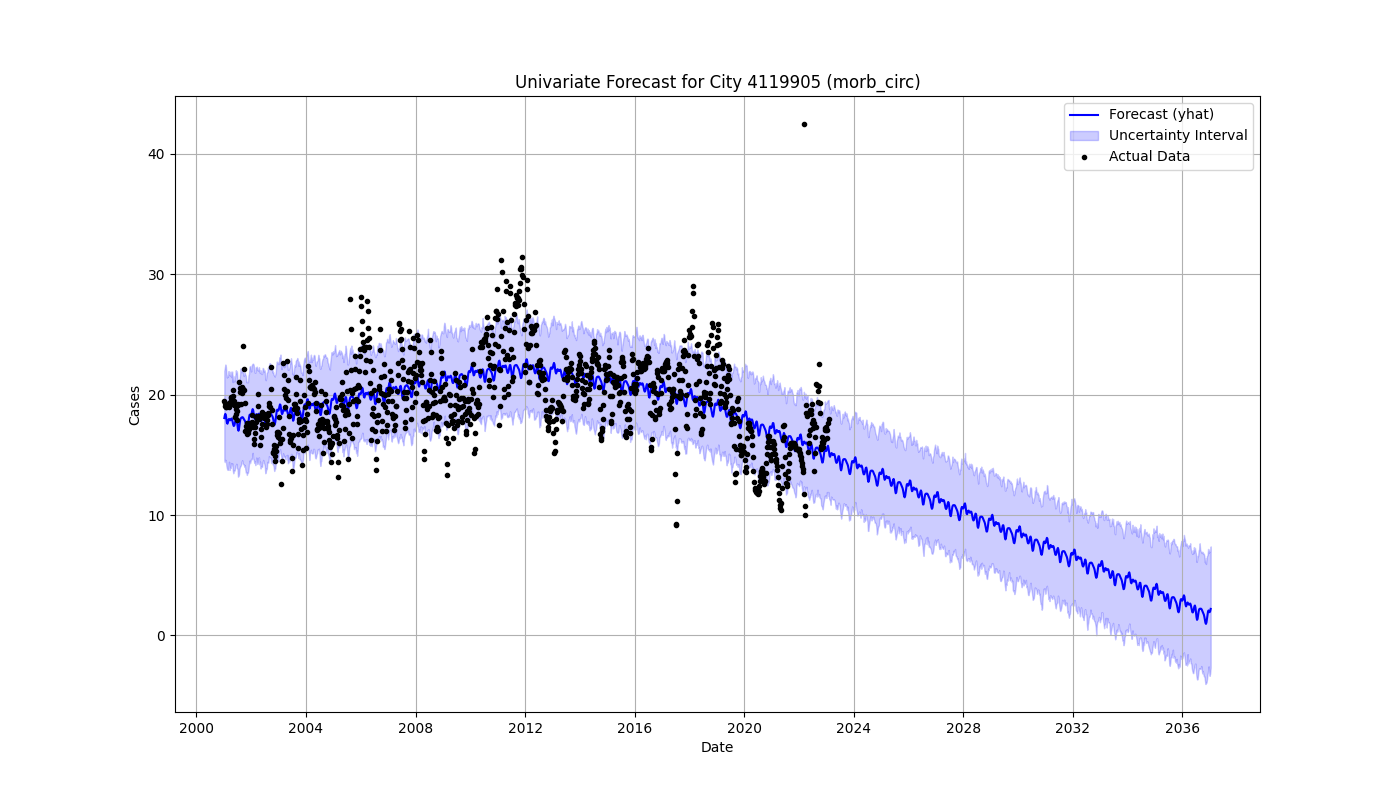 Univariate Forecast for City 4119905 (morb_circ)
Forecast (yhat)
Uncertainty Interval
Actual Data
Cases
40
30
20
10
0
2000 2004 2008 2012 2016 2020 2024 2028 2032 2036
Date